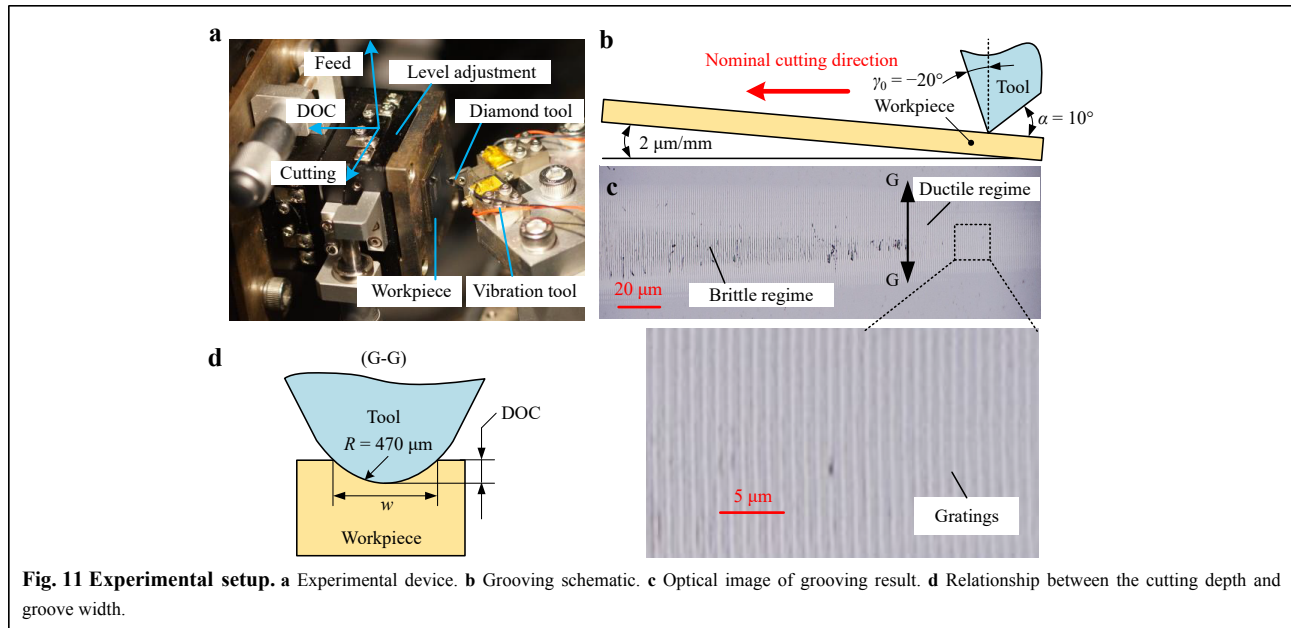 a
Feed
Level adjustment
DOC
Diamond tool
Cutting
Workpiece
Vibration tool
b
Nominal cutting direction
γ0 = −20°
Tool
Workpiece
α = 10°
2 μm/mm
c
G
Ductile regime
Brittle regime
G
20 μm
d
(G-G)
Tool
DOC
R = 470 μm
w
Workpiece
5 μm
Gratings
Fig. 11 Experimental setup. a Experimental device. b Grooving schematic. c Optical image of grooving result. d Relationship between the cutting depth and
groove width.